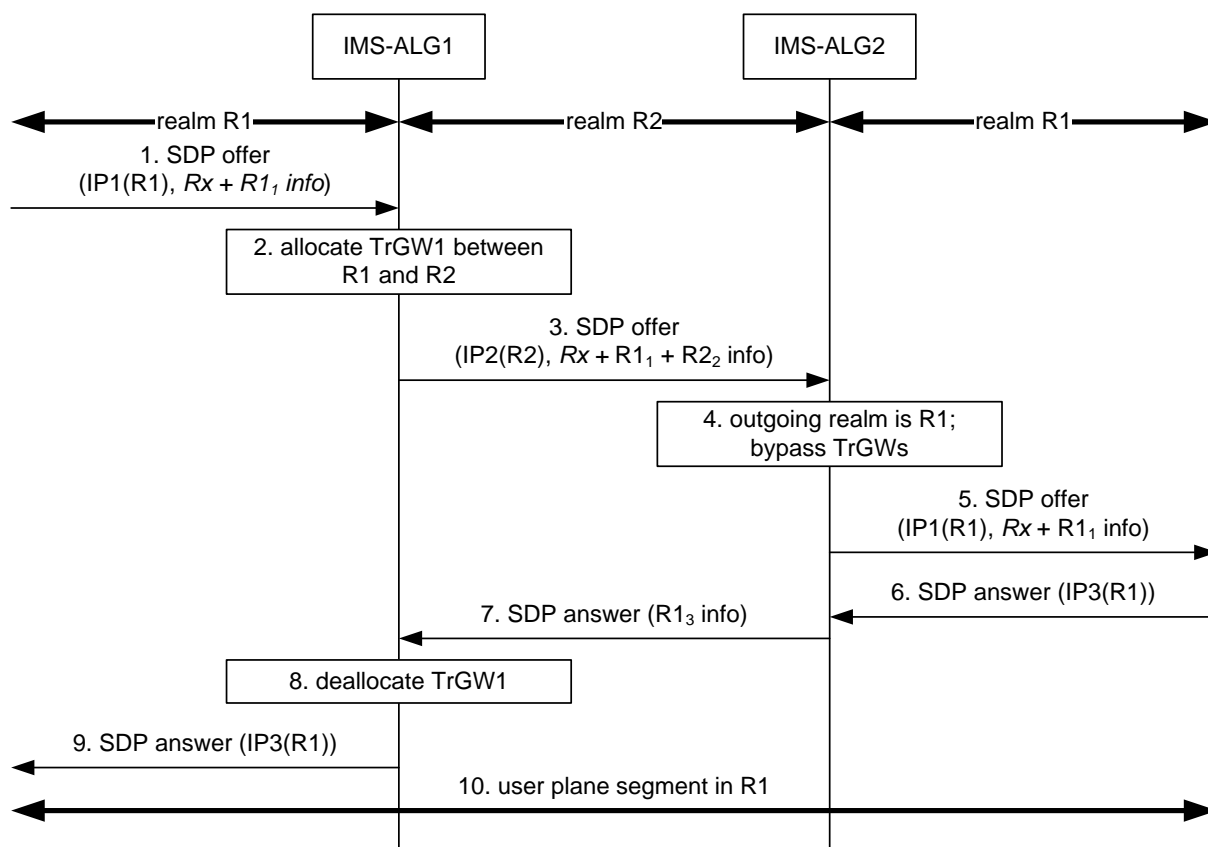 IMS-ALG1
IMS-ALG2
realm R1
realm R2
realm R1
1. SDP offer
(IP1(R1), Rx + R1₁ info)
2. allocate TrGW1 between
R1 and R2
3. SDP offer
(IP2(R2), Rx + R1₁ + R2₂ info)
4. outgoing realm is R1;
bypass TrGWs
5. SDP offer
(IP1(R1), Rx + R1₁ info)
6. SDP answer (IP3(R1))
7. SDP answer (R1₃ info)
8. deallocate TrGW1
9. SDP answer (IP3(R1))
10. user plane segment in R1